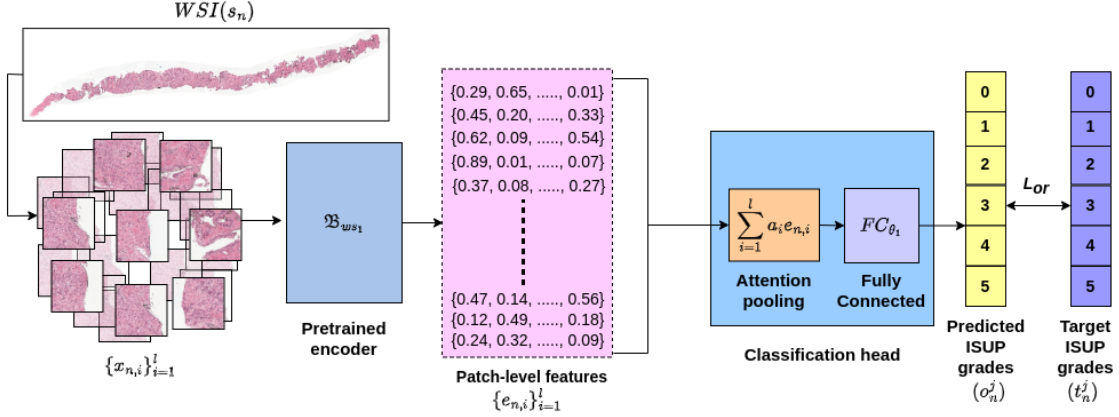 WSI(s_n)
{x_{n,i}}_{i=1}^{l}
𝔅_{ws_1}
Pretrained
encoder
{0.29, 0.65, ....., 0.01}
{0.45, 0.20, ....., 0.33}
{0.62, 0.09, ....., 0.54}
{0.89, 0.01, ....., 0.07}
{0.37, 0.08, ....., 0.27}
{0.47, 0.14, ....., 0.56}
{0.12, 0.49, ....., 0.18}
{0.24, 0.32, ....., 0.09}
Patch-level features
{e_{n,i}}_{i=1}^{l}
∑_{i=1}^{l} a_i e_{n,i}
Attention
pooling
FC_{θ_1}
Fully
Connected
Classification head
0
1
2
3
4
5
Predicted
ISUP
grades
(o_n^j)
L_{or}
0
1
2
3
4
5
Target
ISUP
grades
(t_n^j)